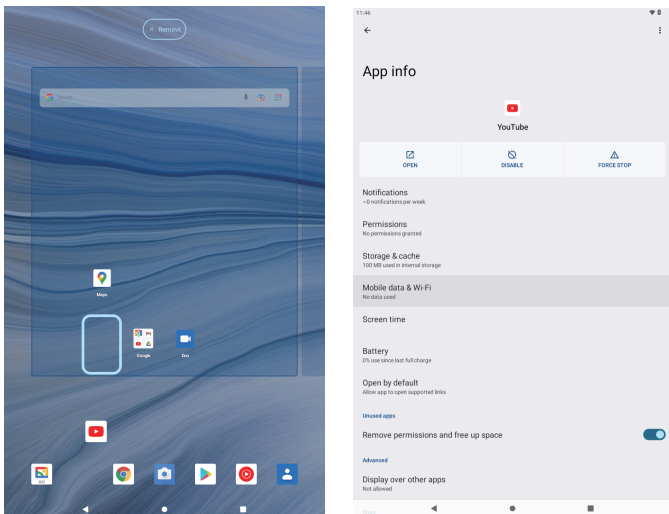 × Remove
Search...
Maps
Google
Duo
11:46
App info
YouTube
OPEN
DISABLE
FORCE STOP
Notifications
~0 notifications per week
Permissions
No permissions granted
Storage & cache
100 MB used in internal storage
Mobile data & Wi-Fi
No data used
Screen time
Battery
0% use since last full charge
Open by default
Allow app to open supported links
Unused apps
Remove permissions and free up space
Advanced
Display over other apps
Not allowed